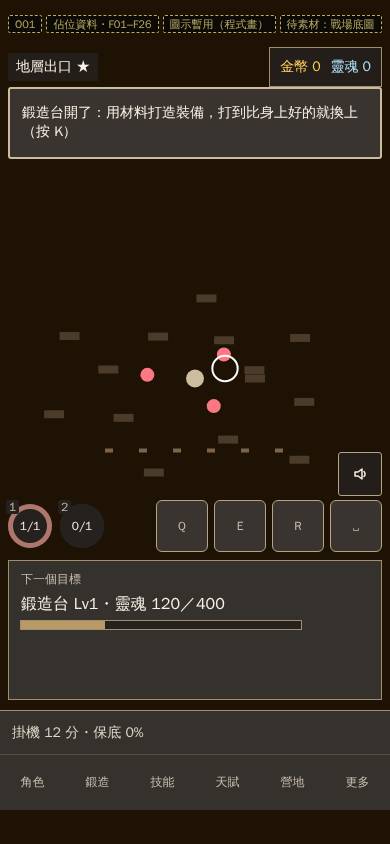 001 佔位資料・F01–F26 圖示暫用（程式畫） 待素材：戰場底圖
地層出口 ★
金幣 0 靈魂 0
鍛造台開了：用材料打造裝備，打到比身上好的就換上
（按 K）
1 2
1/1 0/1 Q E R ⎵
下一個目標
鍛造台 Lv1・靈魂 120／400
掛機 12 分・保底 0%
角色 鍛造 技能 天賦 營地 更多